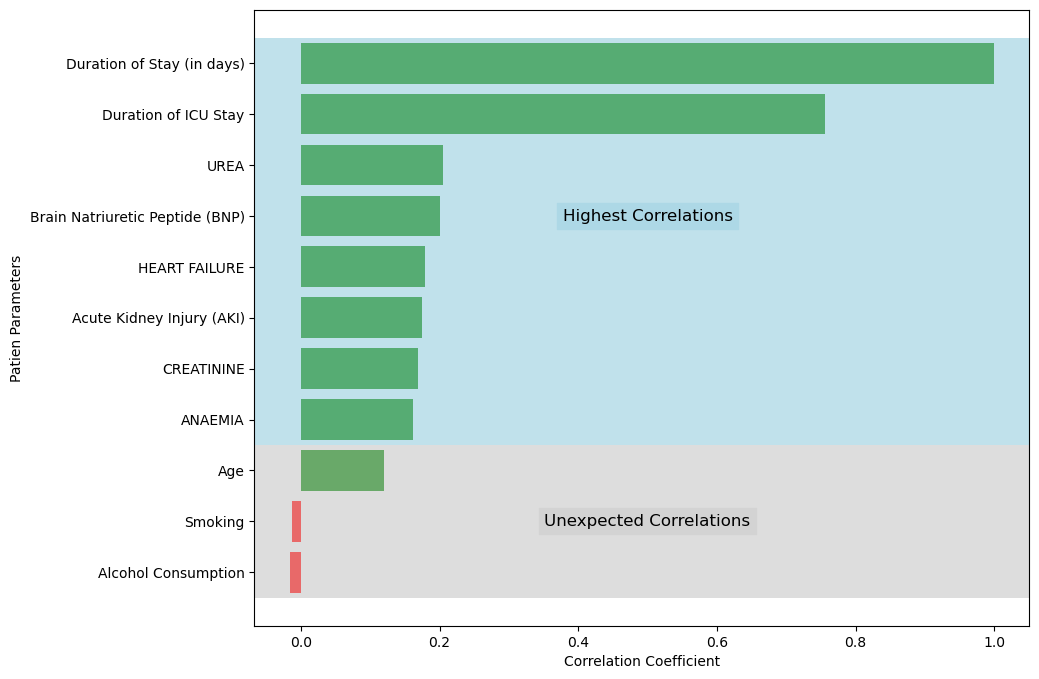 Duration of Stay (in days)
Duration of ICU Stay
UREA
Brain Natriuretic Peptide (BNP)
Highest Correlations
HEART FAILURE
Acute Kidney Injury (AKI)
CREATININE
ANAEMIA
Age
Smoking
Unexpected Correlations
Alcohol Consumption
Patien Parameters
0.0 0.2 0.4 0.6 0.8 1.0
Correlation Coefficient